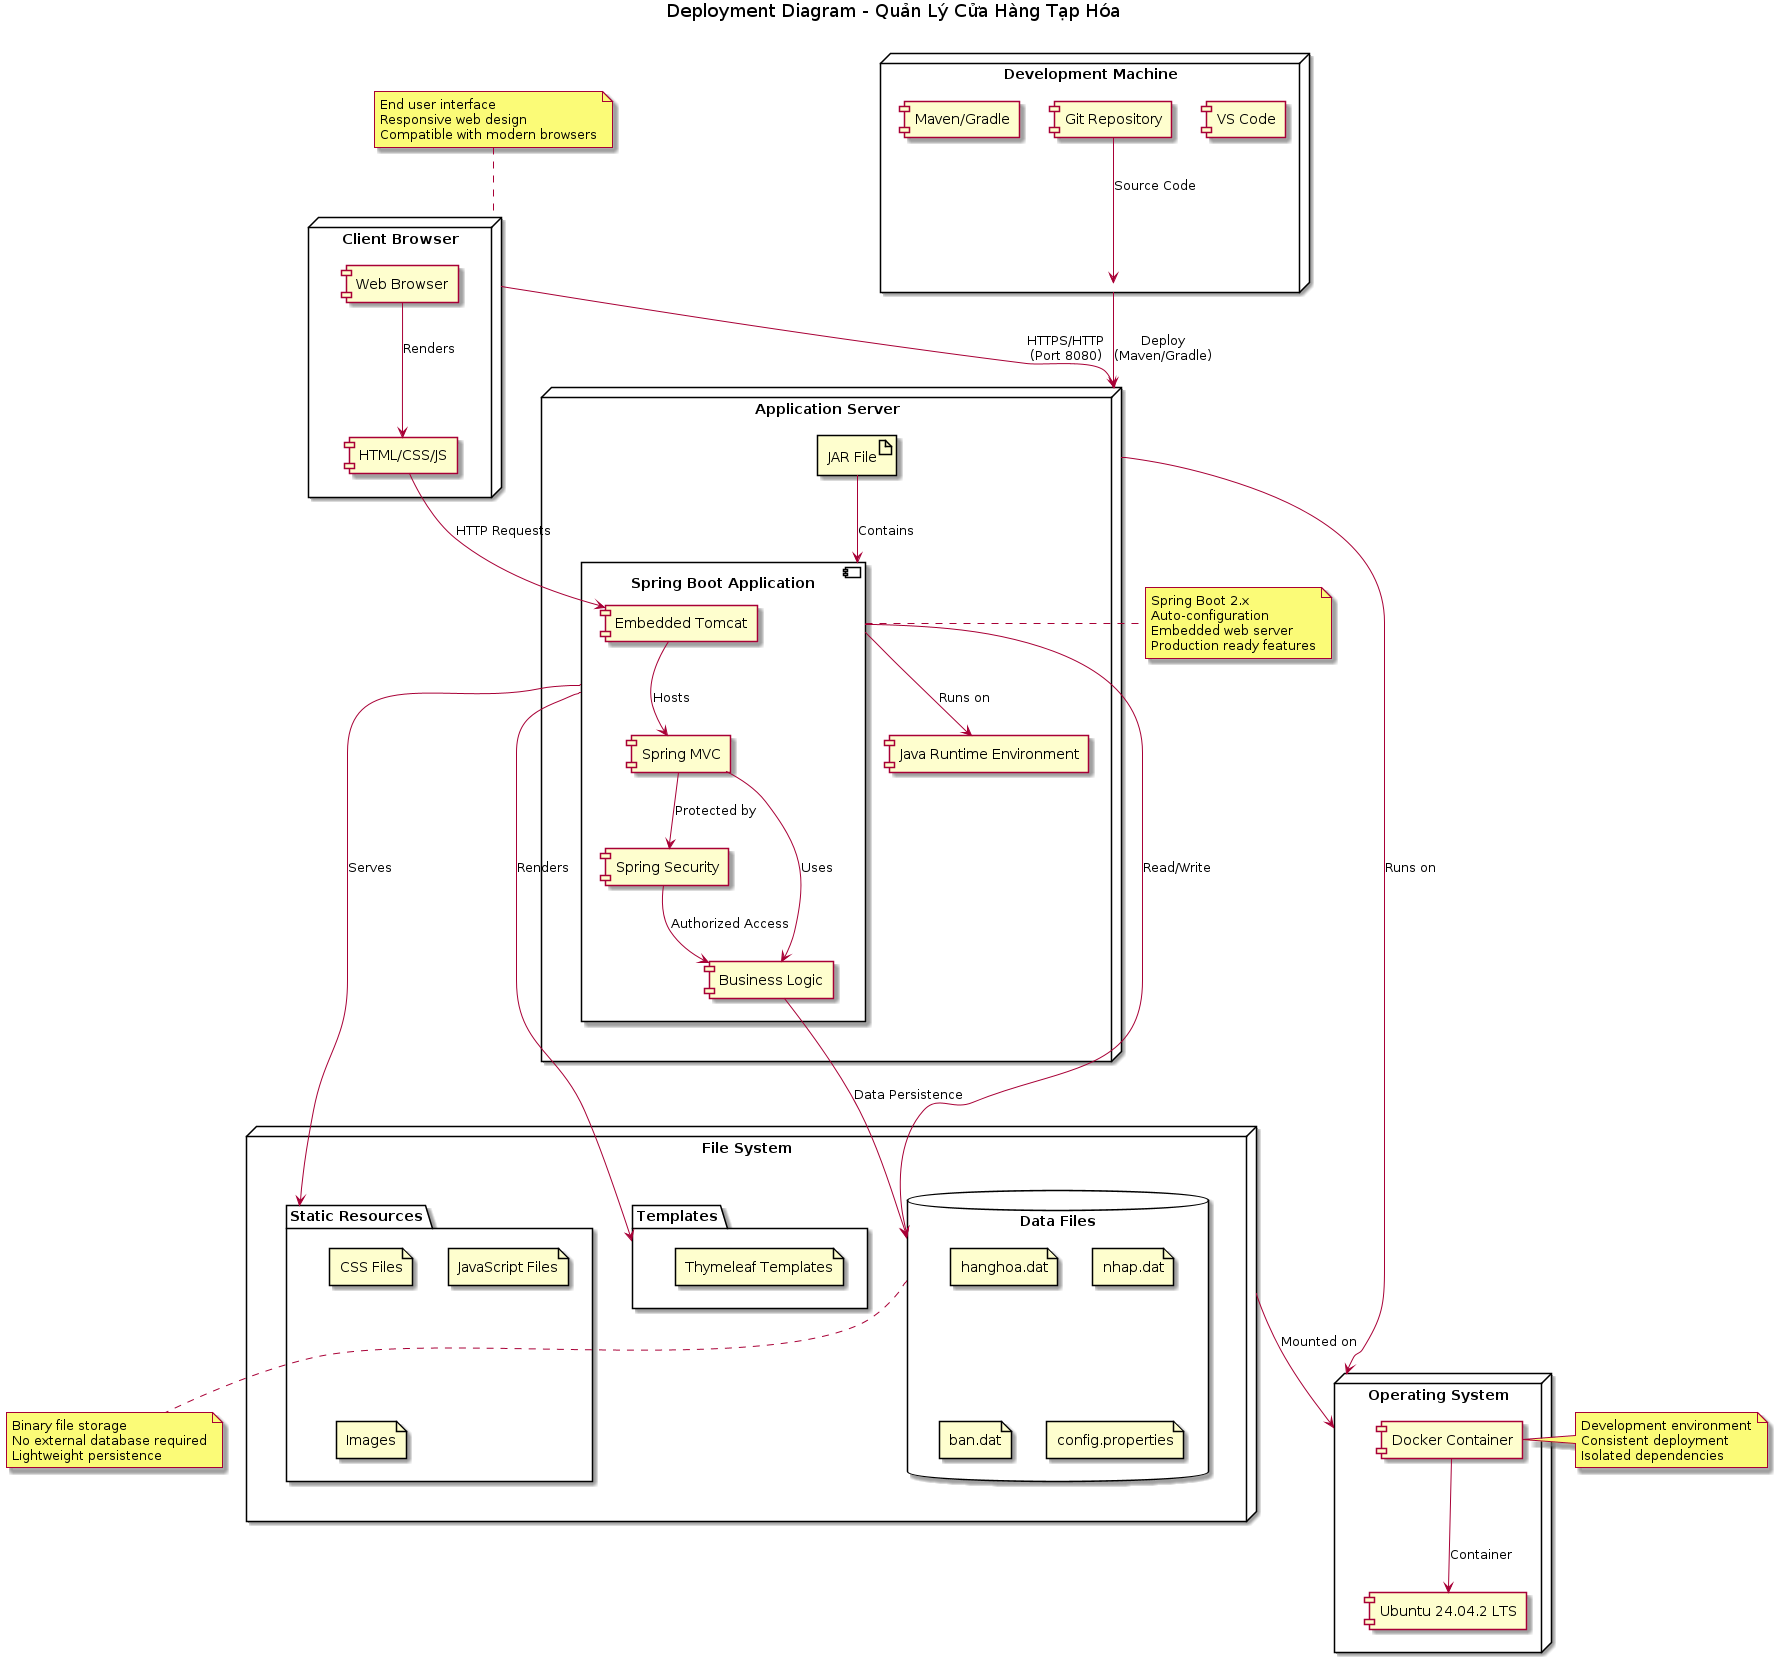 Deployment Diagram - Quản Lý Cửa Hàng Tạp Hóa
Development Machine
Maven/Gradle
Git Repository
VS Code
Source Code
End user interface
Responsive web design
Compatible with modern browsers
Client Browser
Web Browser
Renders
HTML/CSS/JS
HTTPS/HTTP
(Port 8080)
Deploy
(Maven/Gradle)
Application Server
JAR File
HTTP Requests
Contains
Spring Boot Application
Embedded Tomcat
Spring Boot 2.x
Auto-configuration
Embedded web server
Production ready features
Hosts
Runs on
Spring MVC
Java Runtime Environment
Protected by
Serves
Renders
Spring Security
Uses
Read/Write
Runs on
Authorized Access
Business Logic
Data Persistence
File System
Static Resources
CSS Files
JavaScript Files
Images
Templates
Thymeleaf Templates
Data Files
hanghoa.dat
nhap.dat
ban.dat
config.properties
Mounted on
Binary file storage
No external database required
Lightweight persistence
Operating System
Docker Container
Development environment
Consistent deployment
Isolated dependencies
Container
Ubuntu 24.04.2 LTS